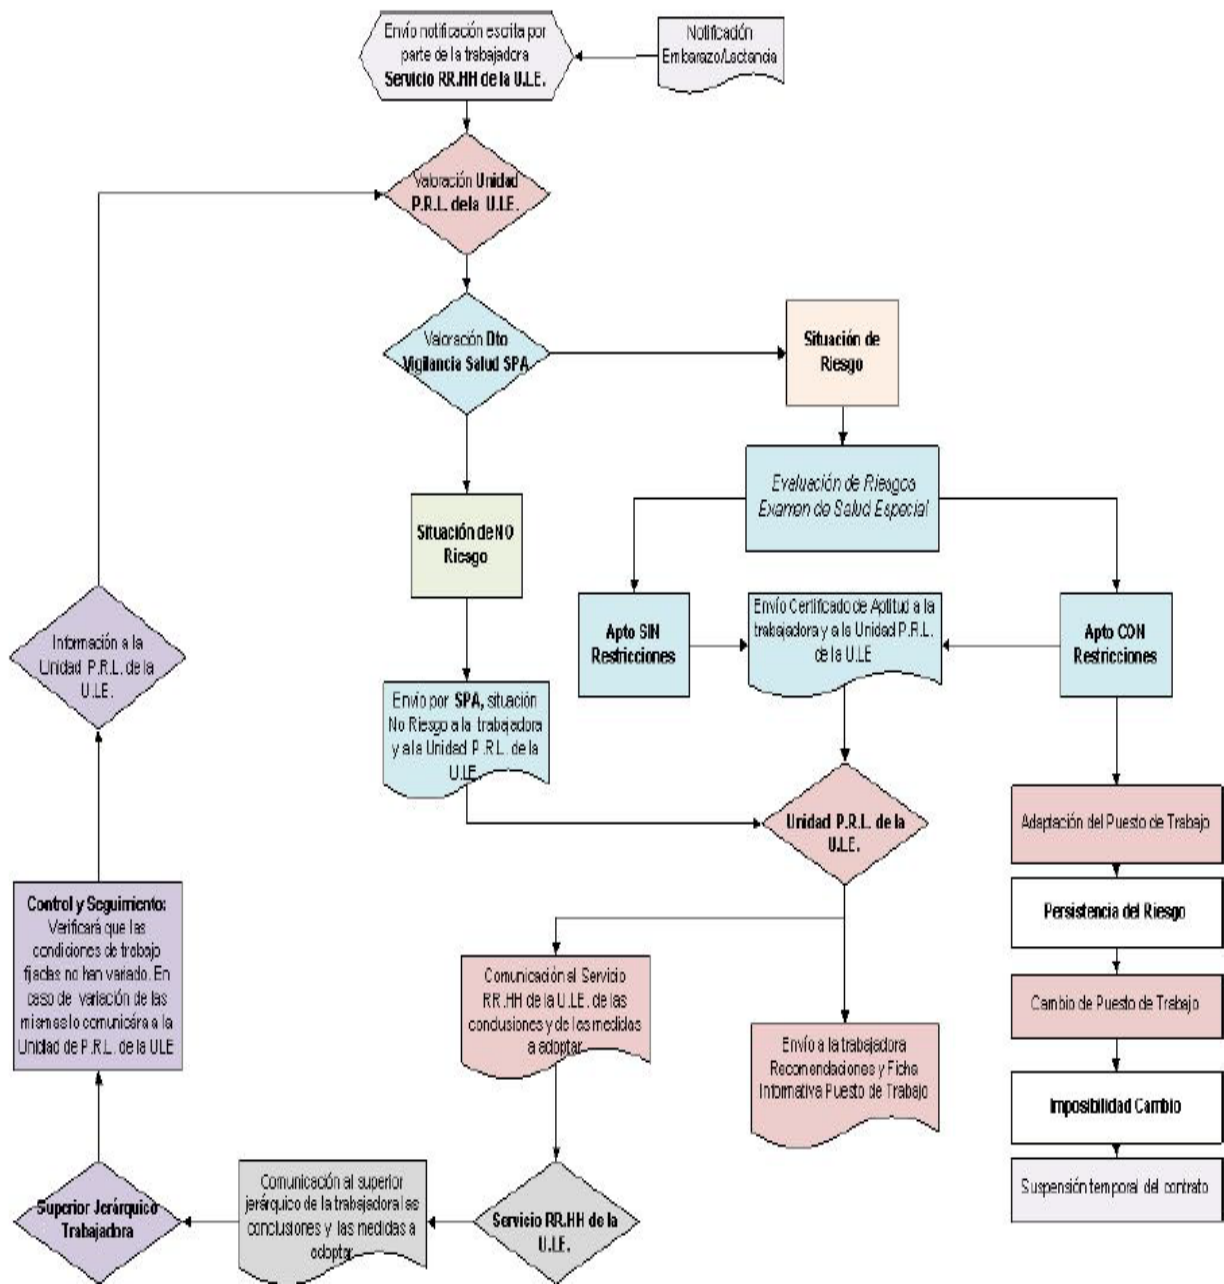 Envío notificación escrita por
parte de la trabajadora
Servicio RR.HH de la U.L.E.
Notificación
Embarazo/Lactancia
Valoración Unidad
P.R.L. de la U.L.E.
Valoración Dto
Vigilancia Salud SPA
Situación de
Riesgo
Evaluación de Riesgos
Examen de Salud Especial
Situación de NO
Riesgo
Apto SIN
Restricciones
Envío Certificado de Aptitud a la
trabajadora y a la Unidad P.R.L.
de la U.L.E
Apto CON
Restricciones
Información a la
Unidad P.R.L. de la
U.L.E.
Envío por SPA, situación
No Riesgo a la trabajadora
y a la Unidad P.R.L. de la
U.L.E.
Unidad P.R.L. de la
U.L.E.
Adaptación del Puesto de Trabajo
Persistencia del Riesgo
Cambio de Puesto de Trabajo
Imposibilidad Cambio
Suspensión temporal del contrato
Control y Seguimiento:
Verificará que las
condiciones de trabajo
fijadas no han variado. En
caso de variación de las
mismas lo comunicára a la
Unidad de P.R.L. de la ULE
Comunicación al Servicio
RR.HH de la U.L.E. de las
conclusiones y de las medidas
a adoptar
Envío a la trabajadora
Recomendaciones y Ficha
Informativa Puesto de Trabajo
Superior Jerárquico
Trabajadora
Comunicación al superior
jerárquico de la trabajadora las
conclusiones y las medidas a
adoptar
Servicio RR.HH de la
U.L.E.